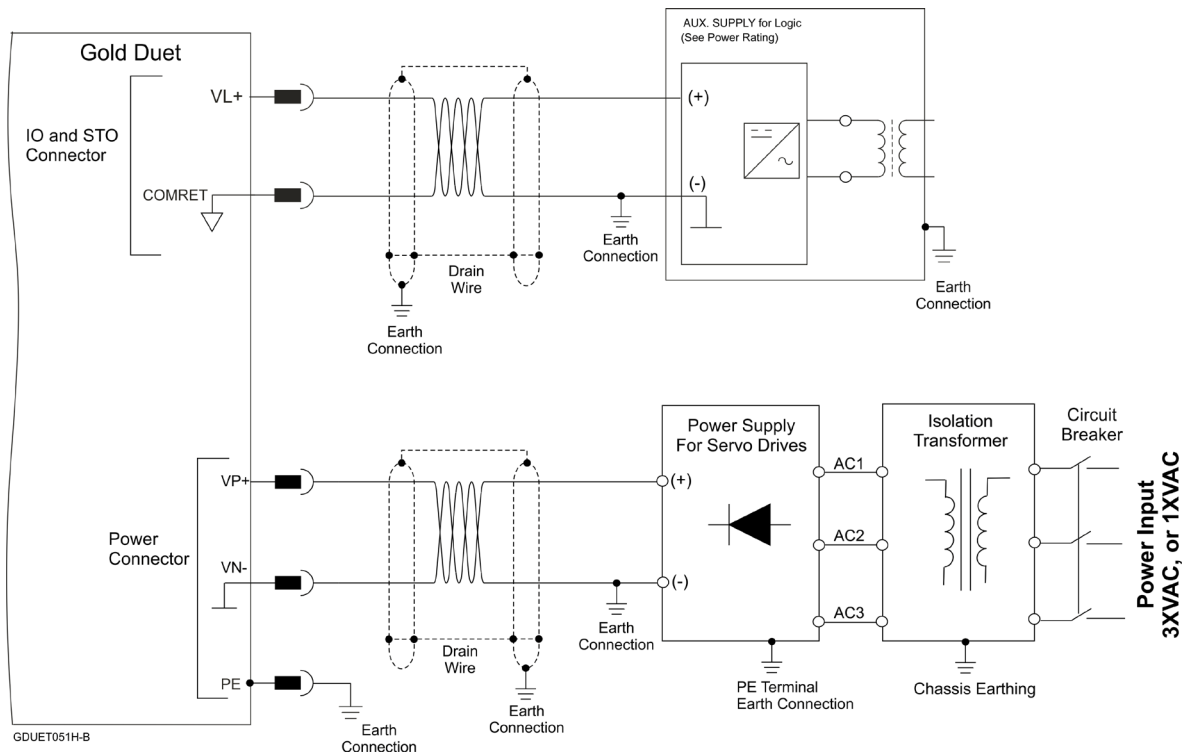 Gold Duet
IO and STO
Connector
VL+
COMRET
Drain
Wire
Earth
Connection
Earth
Connection
AUX. SUPPLY for Logic
(See Power Rating)
(+)
(-)
Earth
Connection
Power
Connector
VP+
VN-
PE
Earth
Connection
Drain
Wire
Earth
Connection
Earth
Connection
Power Supply
For Servo Drives
(+)
(-)
PE Terminal
Earth Connection
AC1
AC2
AC3
Isolation
Transformer
Chassis Earthing
Circuit
Breaker
Power Input
3XVAC, or 1XVAC
GDUET051H-B